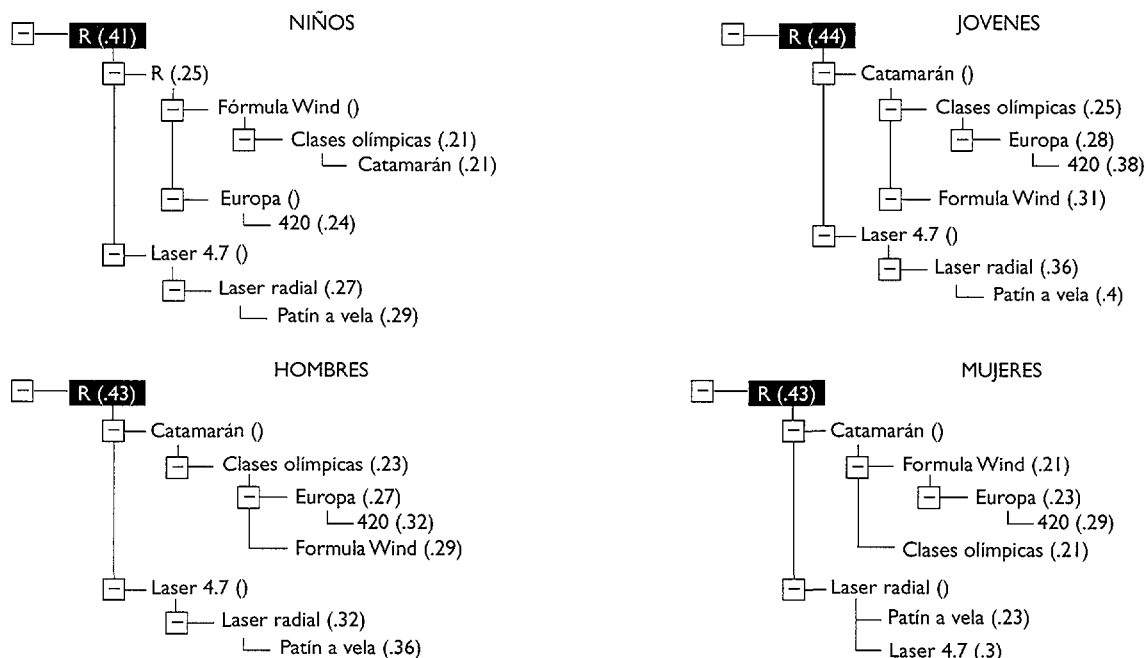 NIÑOS
R (.41)
R (.25)
Fórmula Wind ()
Clases olímpicas (.21)
Catamarán (.21)
Europa ()
420 (.24)
Laser 4.7 ()
Laser radial (.27)
Patín a vela (.29)
JOVENES
R (.44)
Catamarán ()
Clases olímpicas (.25)
Europa (.28)
420 (.38)
Formula Wind (.31)
Laser 4.7 ()
Laser radial (.36)
Patín a vela (.4)
HOMBRES
R (.43)
Catamarán ()
Clases olímpicas (.23)
Europa (.27)
420 (.32)
Formula Wind (.29)
Laser 4.7 ()
Laser radial (.32)
Patín a vela (.36)
MUJERES
R (.43)
Catamarán ()
Formula Wind (.21)
Europa (.23)
420 (.29)
Clases olímpicas (.21)
Laser radial ()
Patín a vela (.23)
Laser 4.7 (.3)